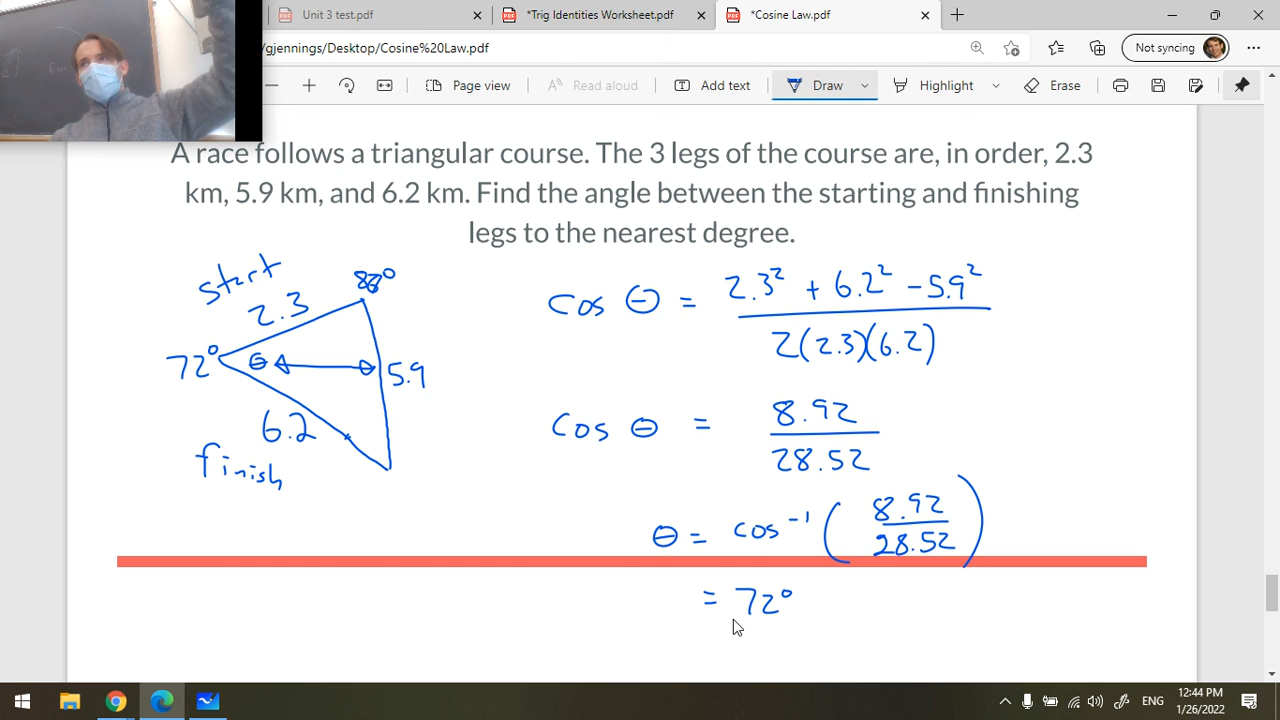 Unit 3 test.pdf
*Trig Identities Worksheet.pdf
*Cosine Law.pdf
/gjennings/Desktop/Cosine%20Law.pdf
Not syncing
Page view
Read aloud
Add text
Draw
Highlight
Erase
A race follows a triangular course. The 3 legs of the course are, in order, 2.3
km, 5.9 km, and 6.2 km. Find the angle between the starting and finishing
legs to the nearest degree.
start
2.3
72°
θ
5.9
6.2
finish
cos θ = (2.3² + 6.2² - 5.9²) / 2(2.3)(6.2)
cos θ = 8.92 / 28.52
θ = cos⁻¹ (8.92 / 28.52)
= 72°
ENG
12:44 PM
1/26/2022